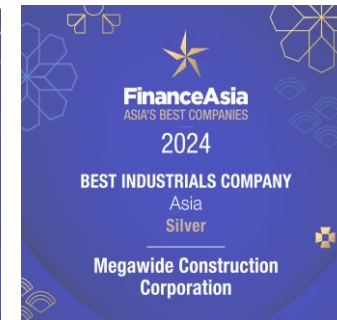 FinanceAsia
ASIA'S BEST COMPANIES
2024
BEST INDUSTRIALS COMPANY
Asia
Silver
Megawide Construction
Corporation